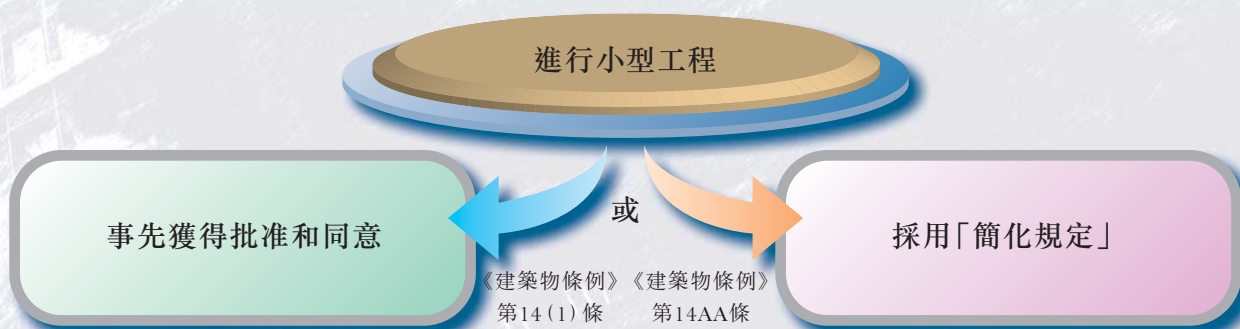 進行小型工程
事先獲得批准和同意
或
採用「簡化規定」
《建築物條例》
第14(1)條
《建築物條例》
第14AA條